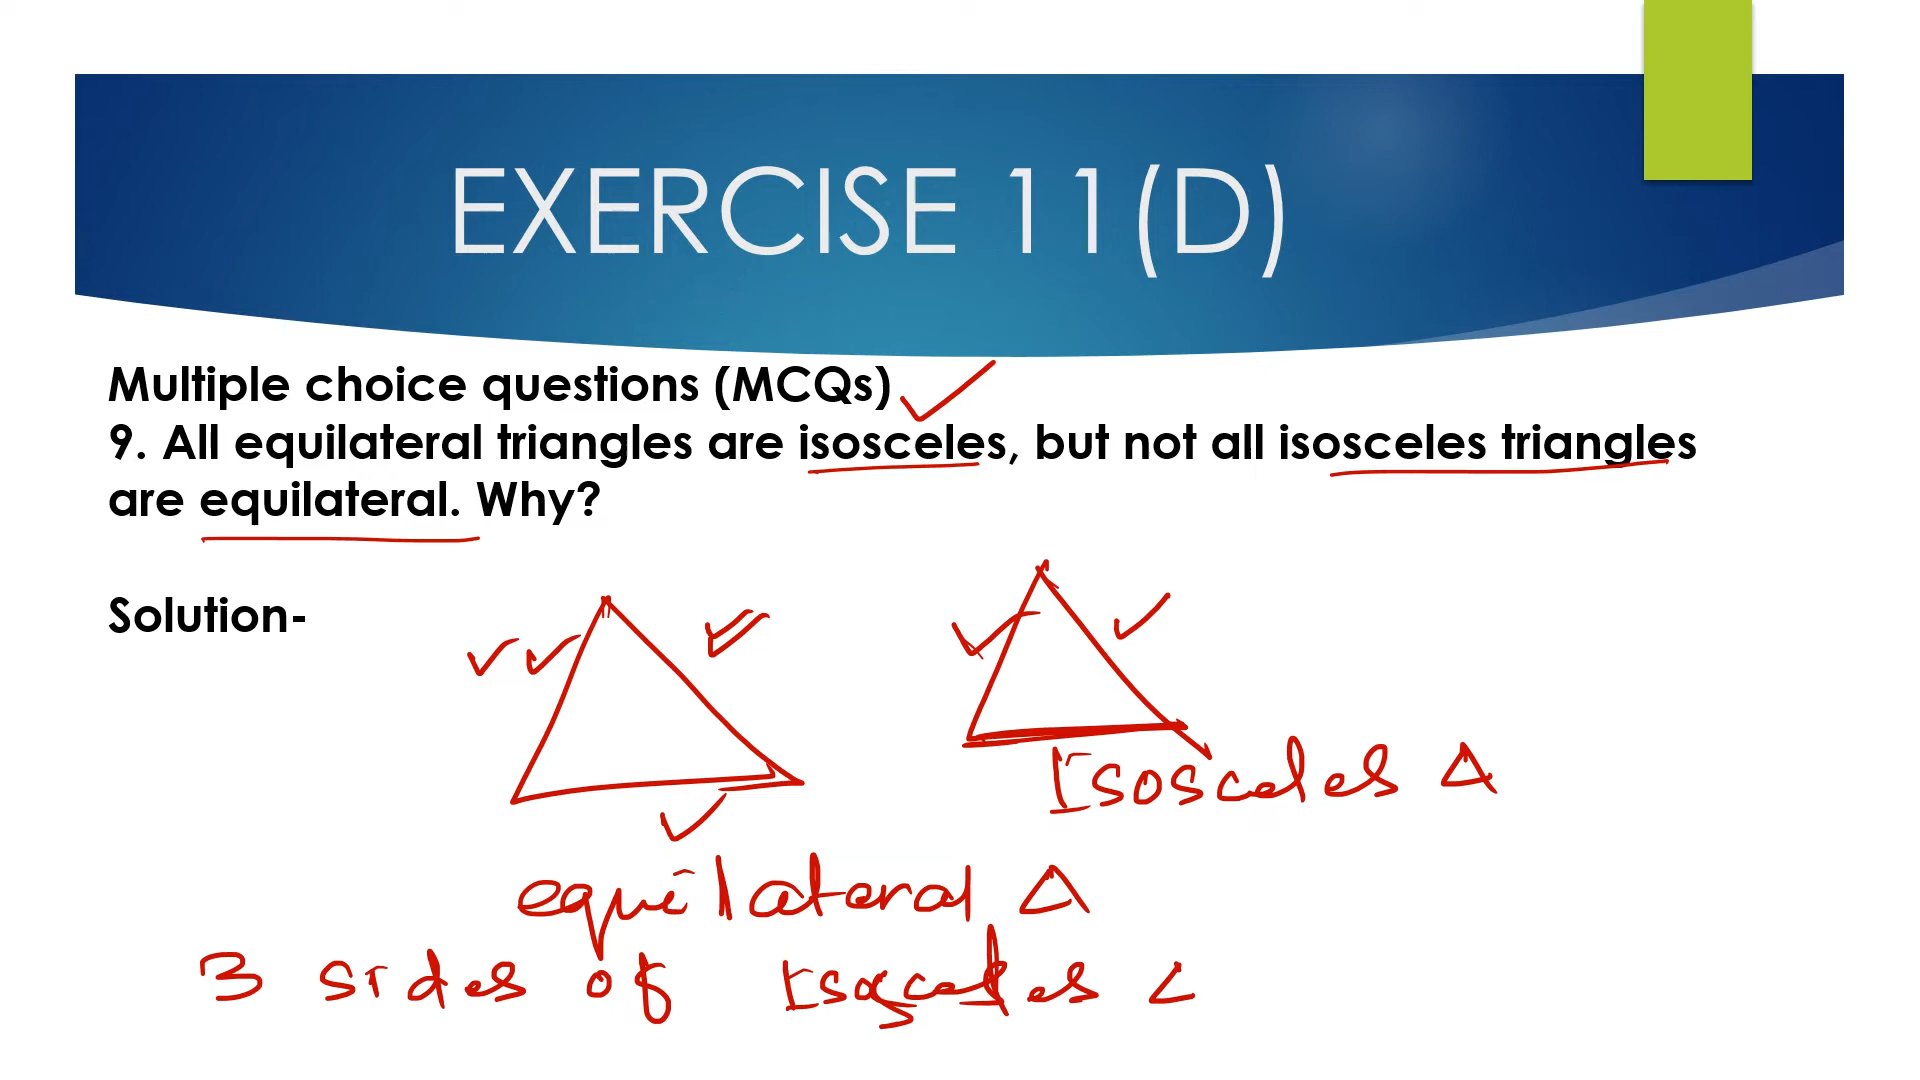 EXERCISE 11(D)
Multiple choice questions (MCQs)
9. All equilateral triangles are isosceles, but not all isosceles triangles
are equilateral. Why?
Solution-
Isosceles Δ
equilateral Δ
3 sides of Isosceles